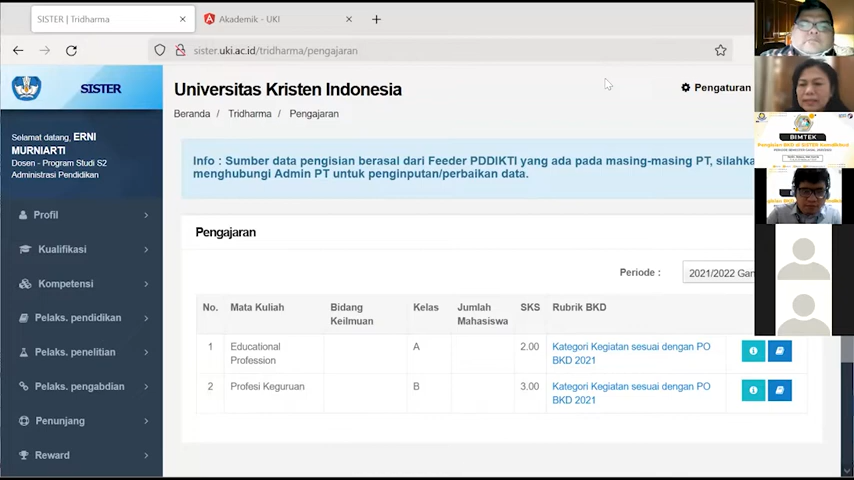 SISTER | Tridharma
Akademik - UKI
sister.uki.ac.id/tridharma/pengajaran
SISTER
Universitas Kristen Indonesia
Pengaturan
Beranda / Tridharma / Pengajaran
Selamat datang, ERNI
MURNIARTI
Dosen - Program Studi S2
Administrasi Pendidikan
Info : Sumber data pengisian berasal dari Feeder PDDIKTI yang ada pada masing-masing PT, silahka
menghubungi Admin PT untuk penginputan/perbaikan data.
Profil
Kualifikasi
Kompetensi
Pelaks. pendidikan
Pelaks. penelitian
Pelaks. pengabdian
Penunjang
Reward
Pengajaran
Periode :
2021/2022 Gan
No. Mata Kuliah Bidang Keilmuan Kelas Jumlah Mahasiswa SKS Rubrik BKD
1 Educational Profession A 2.00 Kategori Kegiatan sesuai dengan PO BKD 2021
2 Profesi Keguruan B 3.00 Kategori Kegiatan sesuai dengan PO BKD 2021
BIMTEK
Pengisian BKD di SISTER Kemdikbud